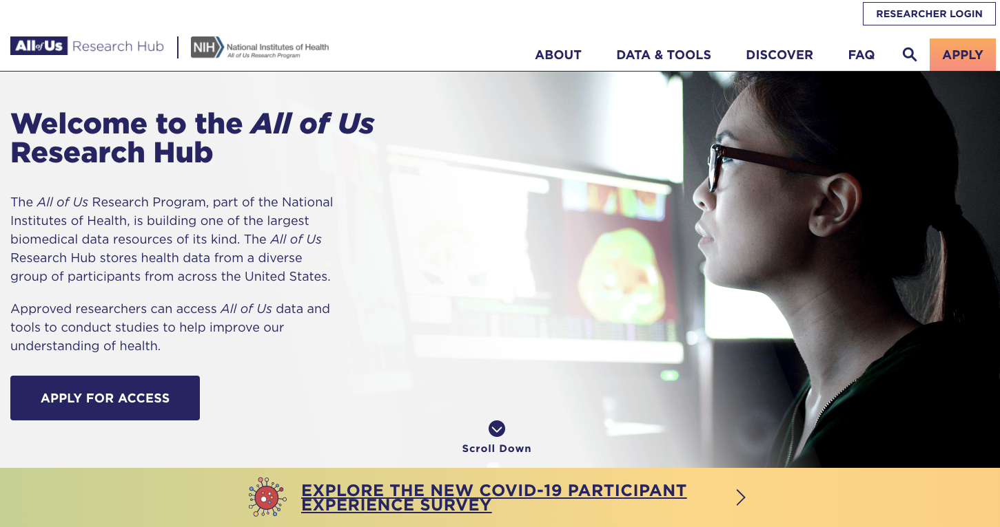 RESEARCHER LOGIN
All of Us Research Hub
NIH National Institutes of Health
All of Us Research Program
ABOUT DATA & TOOLS DISCOVER FAQ APPLY
Welcome to the All of Us
Research Hub
The All of Us Research Program, part of the National
Institutes of Health, is building one of the largest
biomedical data resources of its kind. The All of Us
Research Hub stores health data from a diverse
group of participants from across the United States.
Approved researchers can access All of Us data and
tools to conduct studies to help improve our
understanding of health.
APPLY FOR ACCESS
Scroll Down
EXPLORE THE NEW COVID-19 PARTICIPANT
EXPERIENCE SURVEY